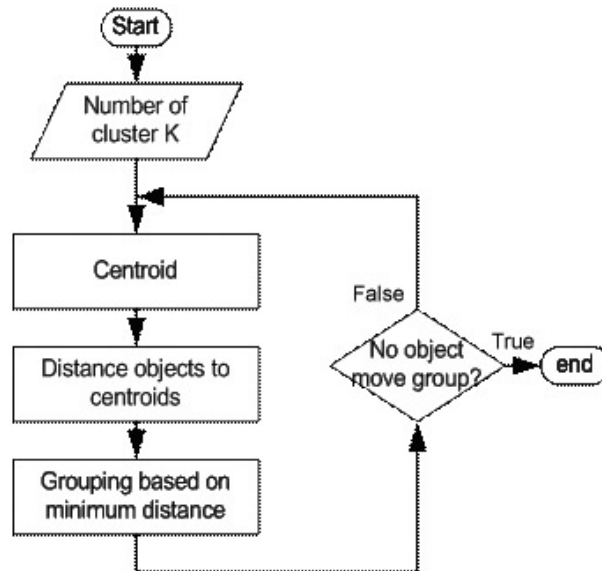 Start
Number of
cluster K
Centroid
Distance objects to
centroids
Grouping based on
minimum distance
False
No object
move group?
True
end